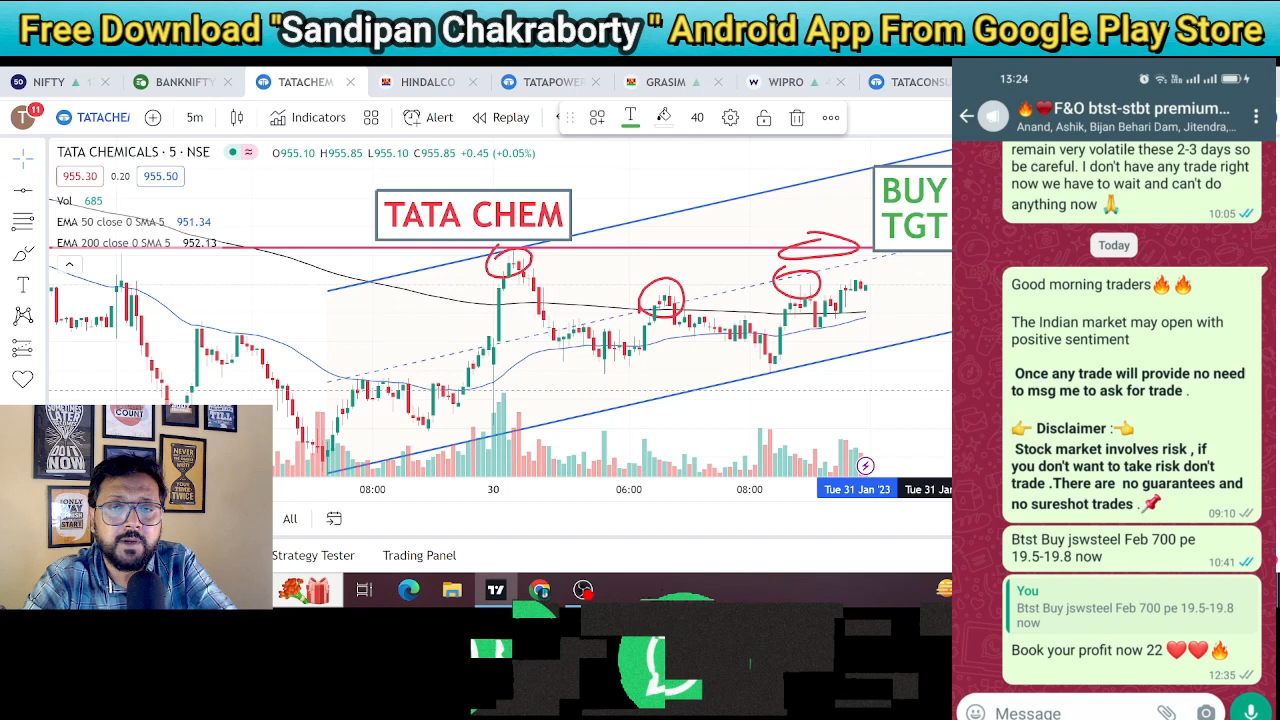 Free Download "Sandipan Chakraborty " Android App From Google Play Store
NIFTY
BANKNIFTY
TATACHEM
HINDALCO
TATAPOWER
GRASIM
WIPRO
TATACONSU
T
11
TATACHE
5m
Indicators
Alert
Replay
T
40
TATA CHEMICALS · 5 · NSE
O955.10 H955.85 L955.10 C955.85 +0.45 (+0.05%)
955.30 0.20 955.50
Vol 685
EMA 50 close 0 SMA 5 951.34
EMA 200 close 0 SMA 5 952.13
TATA CHEM
BUY
TGT
08:00
30
06:00
08:00
Tue 31 Jan '23
Tue 31 Jan
All
Strategy Tester
Trading Panel
COUNT
13:24
🔥❤️F&O btst-stbt premium...
Anand, Ashik, Bijan Behari Dam, Jitendra,...
remain very volatile these 2-3 days so
be careful. I don't have any trade right
now we have to wait and can't do
anything now 🙏
10:05
Today
Good morning traders🔥🔥
The Indian market may open with
positive sentiment
Once any trade will provide no need
to msg me to ask for trade .
👉 Disclaimer :👈
Stock market involves risk , if
you don't want to take risk don't
trade .There are no guarantees and
no sureshot trades .📌
09:10
Btst Buy jswsteel Feb 700 pe
19.5-19.8 now
10:41
You
Btst Buy jswsteel Feb 700 pe 19.5-19.8
now
Book your profit now 22 ❤️❤️🔥
12:35
Message